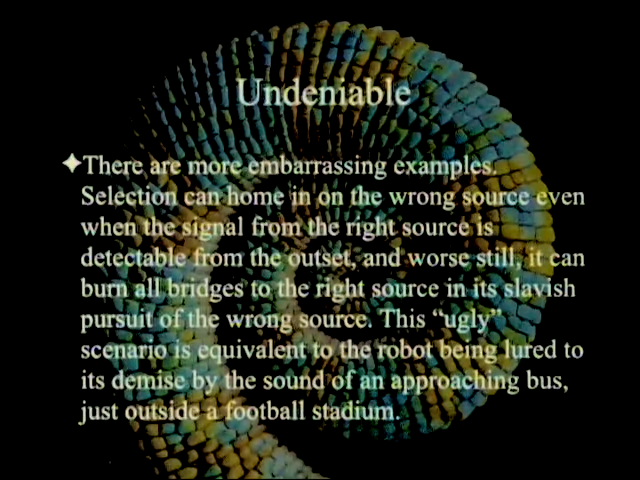 Undeniable
✦There are more embarrassing examples.
Selection can home in on the wrong source even
when the signal from the right source is
detectable from the outset, and worse still, it can
burn all bridges to the right source in its slavish
pursuit of the wrong source. This “ugly”
scenario is equivalent to the robot being lured to
its demise by the sound of an approaching bus,
just outside a football stadium.